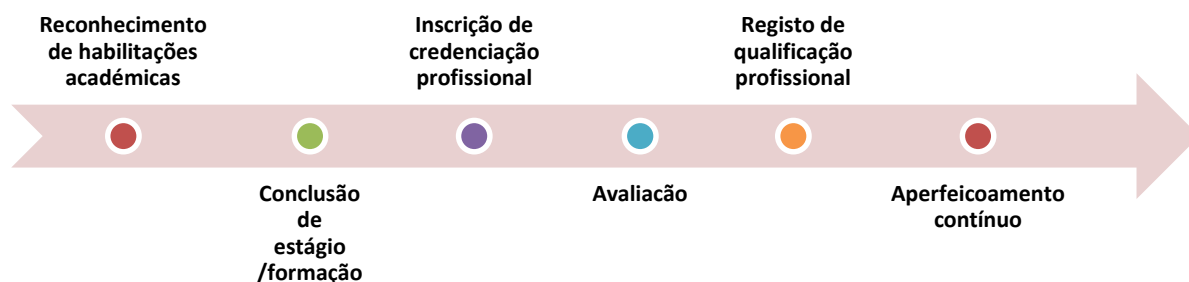 Reconhecimento
de habilitações
académicas
Conclusão
de
estágio
/formação
Inscrição de
credenciação
profissional
Avaliacão
Registo de
qualificação
profissional
Aperfeicoamento
contínuo